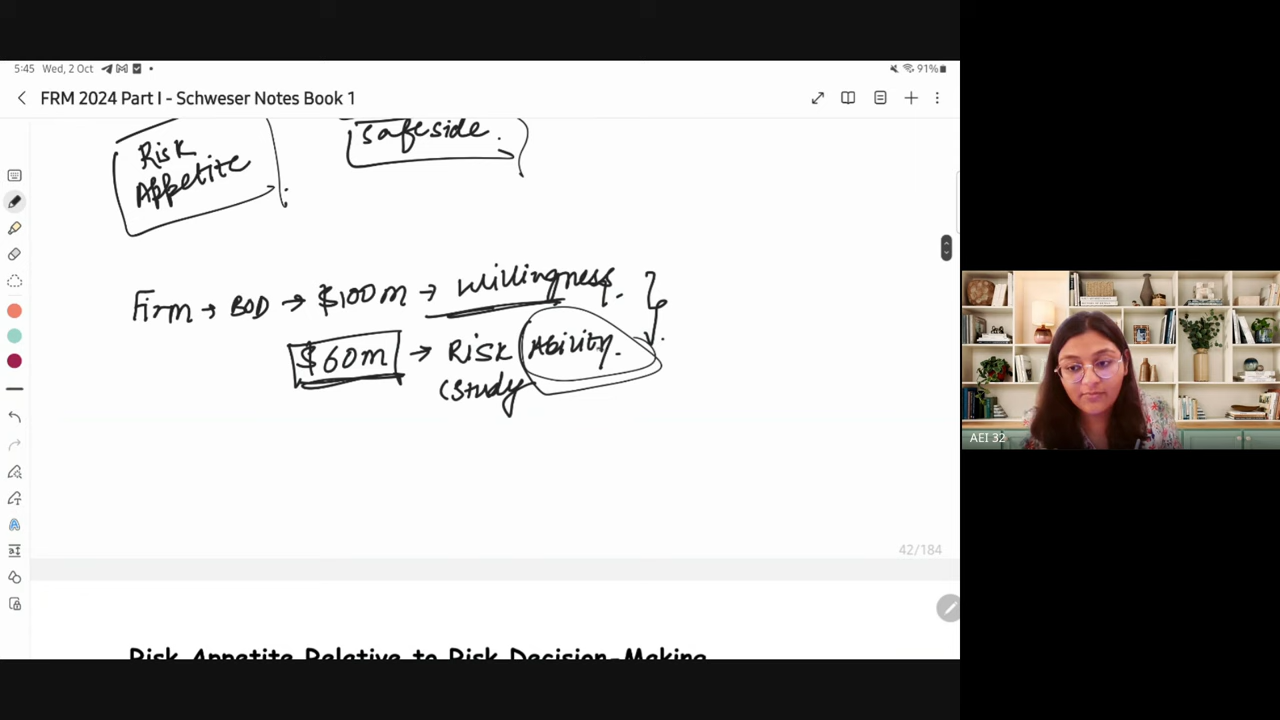 5:45 Wed, 2 Oct
91%
FRM 2024 Part I - Schweser Notes Book 1
Risk
Appetite
safeside.
Firm → BOD → $100m → willingness.
$60m → Risk Ability.
(Study
42/184
Risk Appetite Relative to Risk Decision-Making
AEI 32